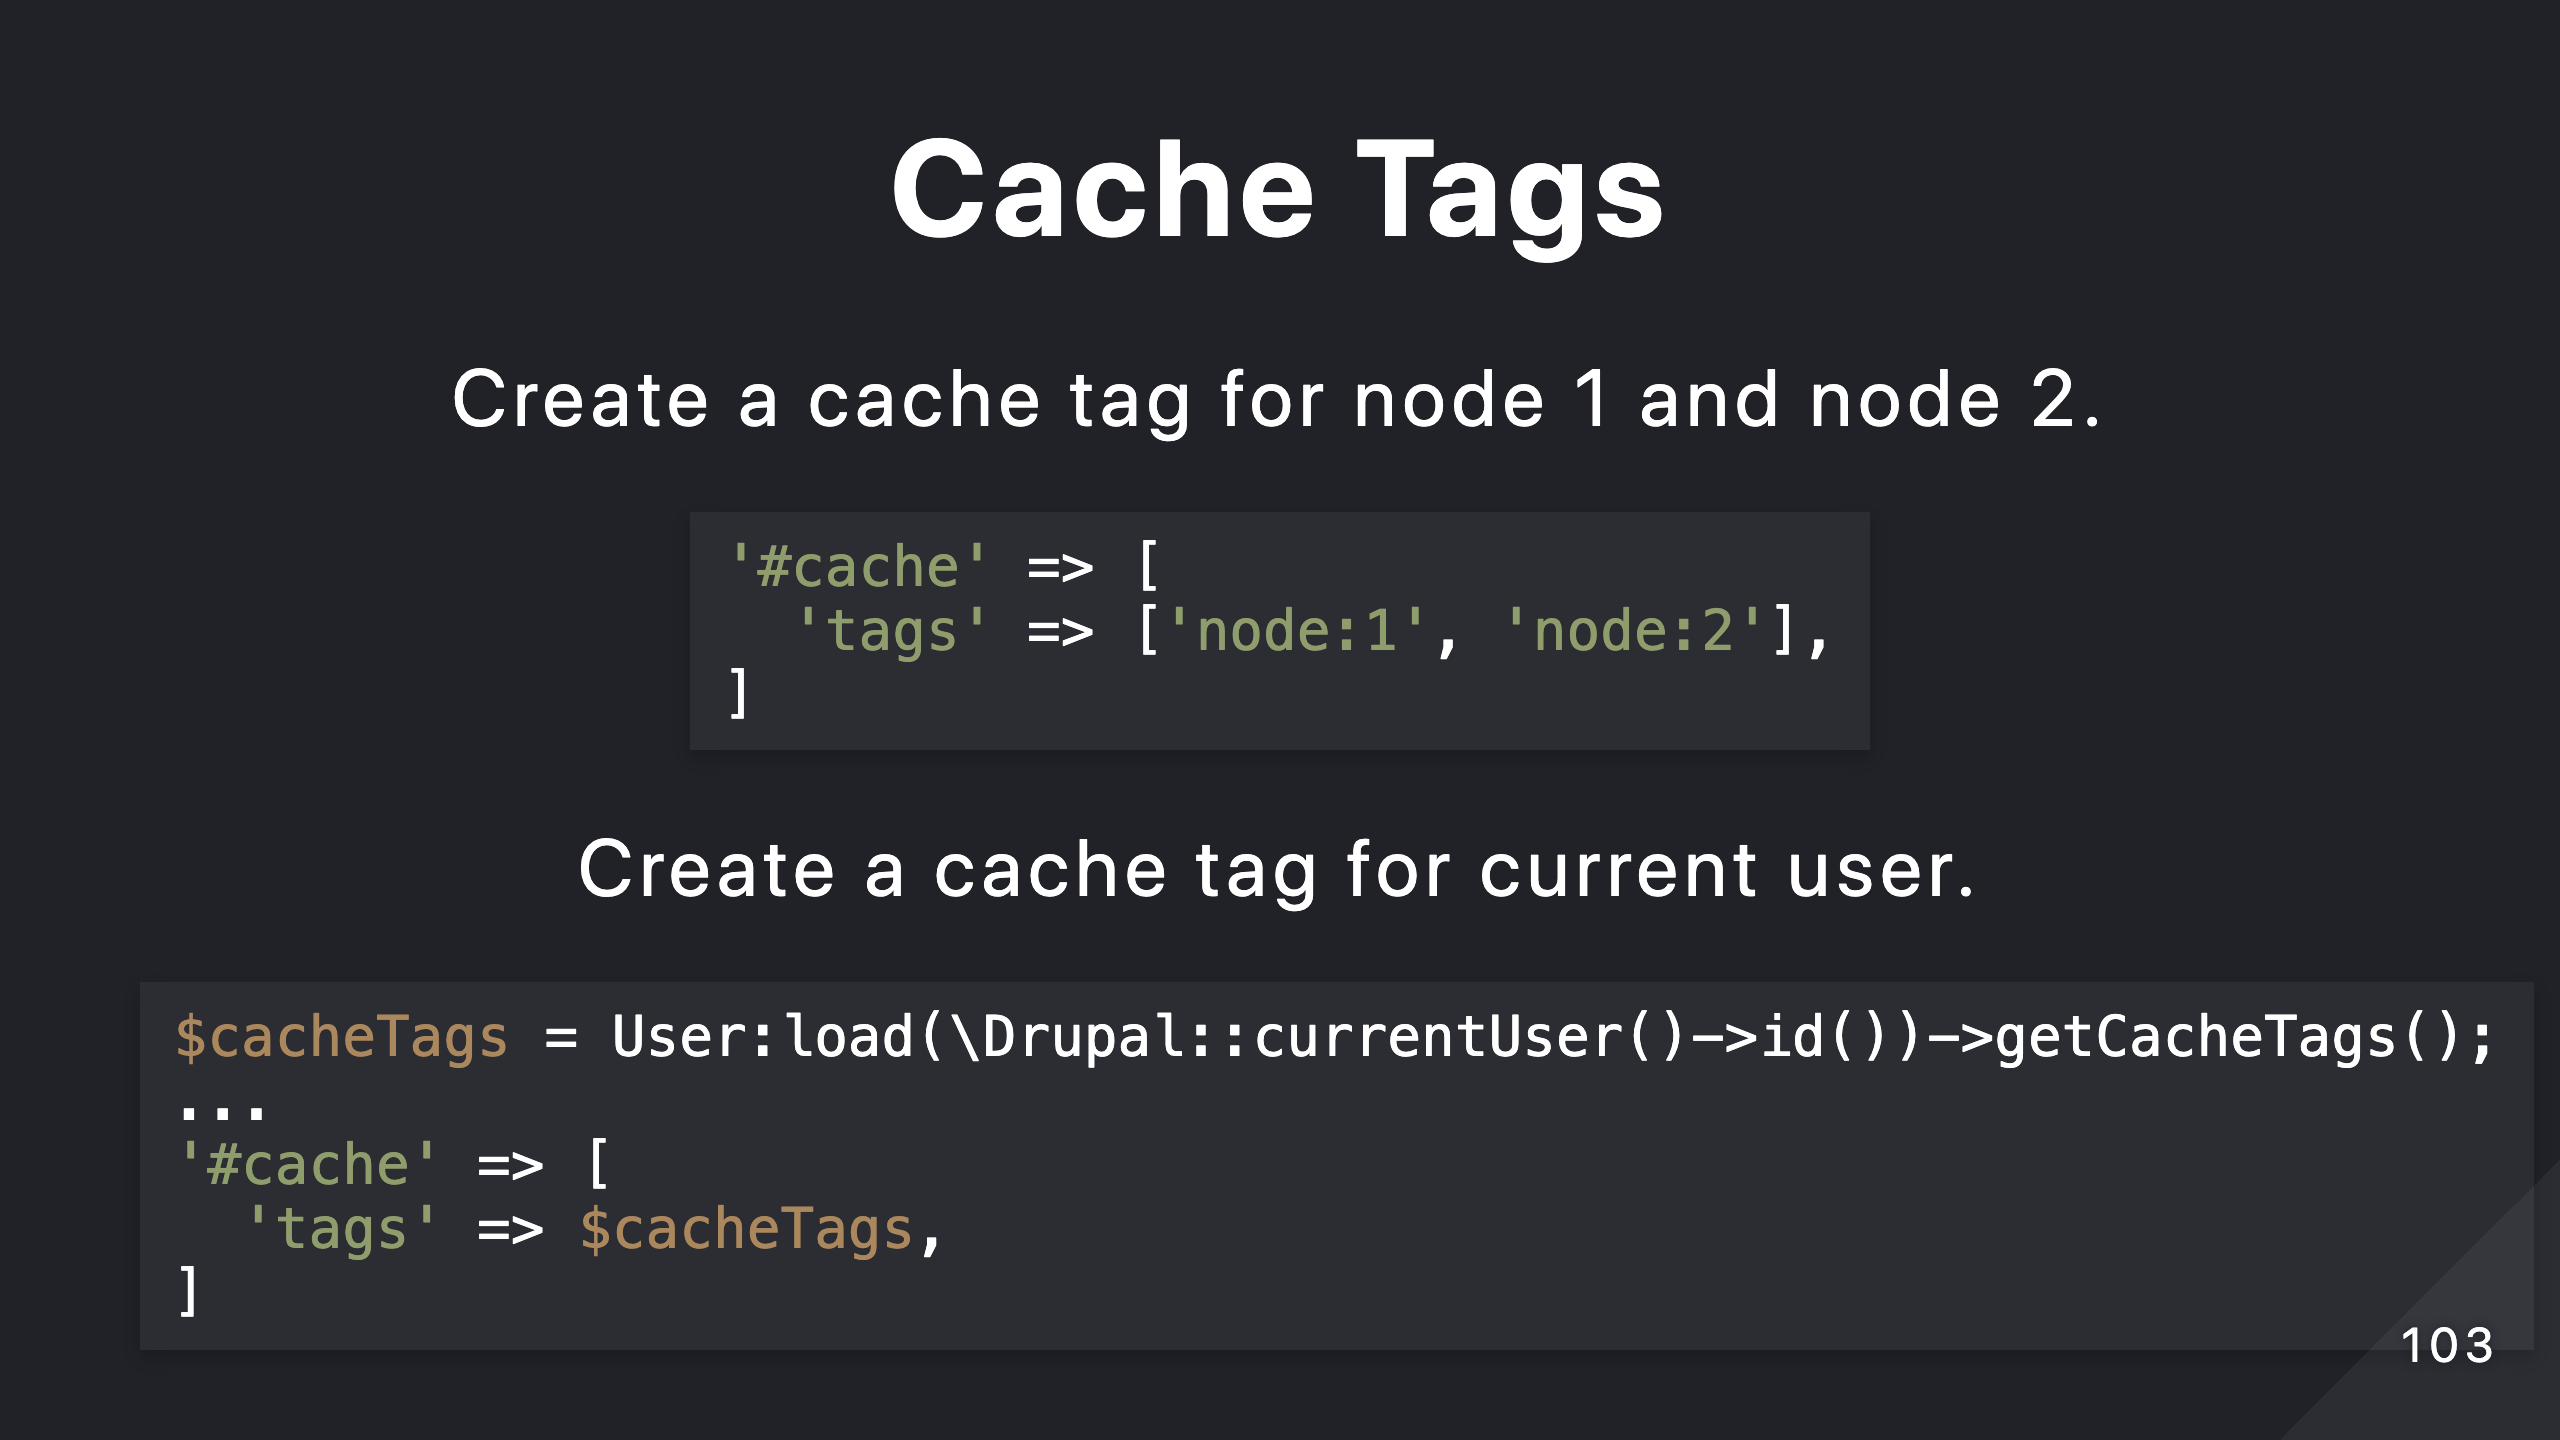 Cache Tags
Create a cache tag for node 1 and node 2.
'#cache' => [
  'tags' => ['node:1', 'node:2'],
]
Create a cache tag for current user.
$cacheTags = User:load(\Drupal::currentUser()->id())->getCacheTags();
...
'#cache' => [
  'tags' => $cacheTags,
]
103